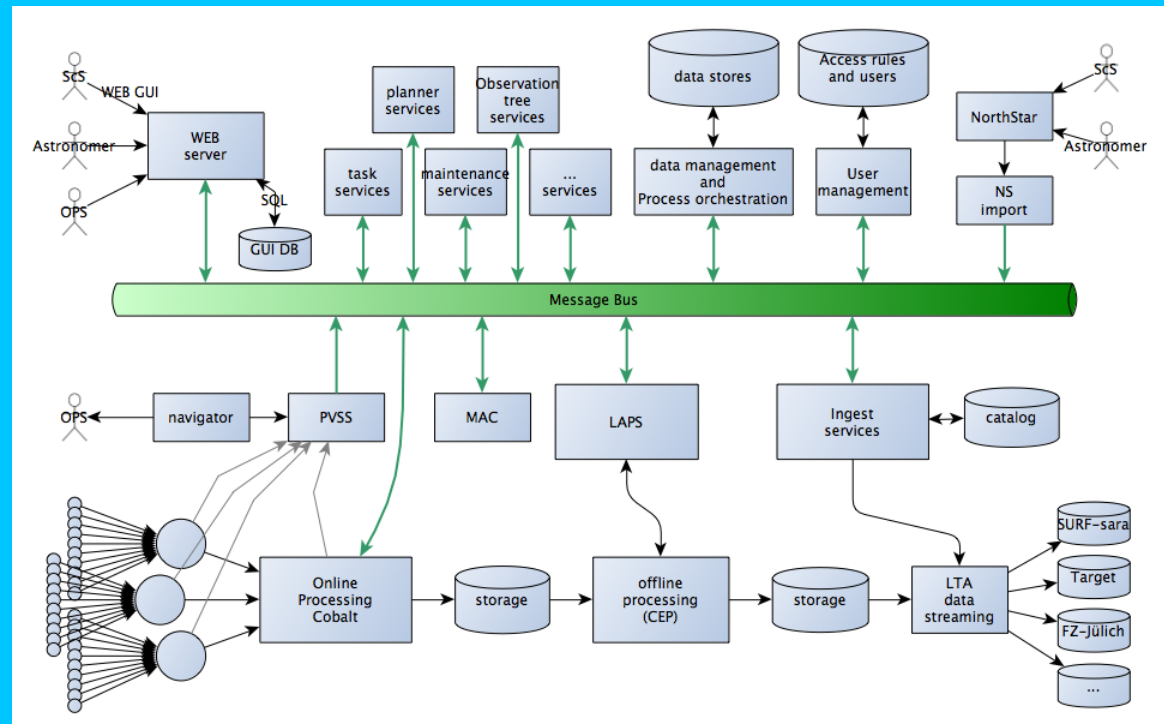 ScS
WEB GUI
Astronomer
OPS
WEB
server
SQL
GUI DB
planner
services
Observation
tree
services
task
services
maintenance
services
...
services
data stores
data management
and
Process orchestration
Access rules
and users
User
management
ScS
NorthStar
Astronomer
NS
import
Message Bus
OPS
navigator
PVSS
MAC
LAPS
Ingest
services
catalog
Online
Processing
Cobalt
storage
offline
processing
(CEP)
storage
LTA
data
streaming
SURF-sara
Target
FZ-Jülich
...